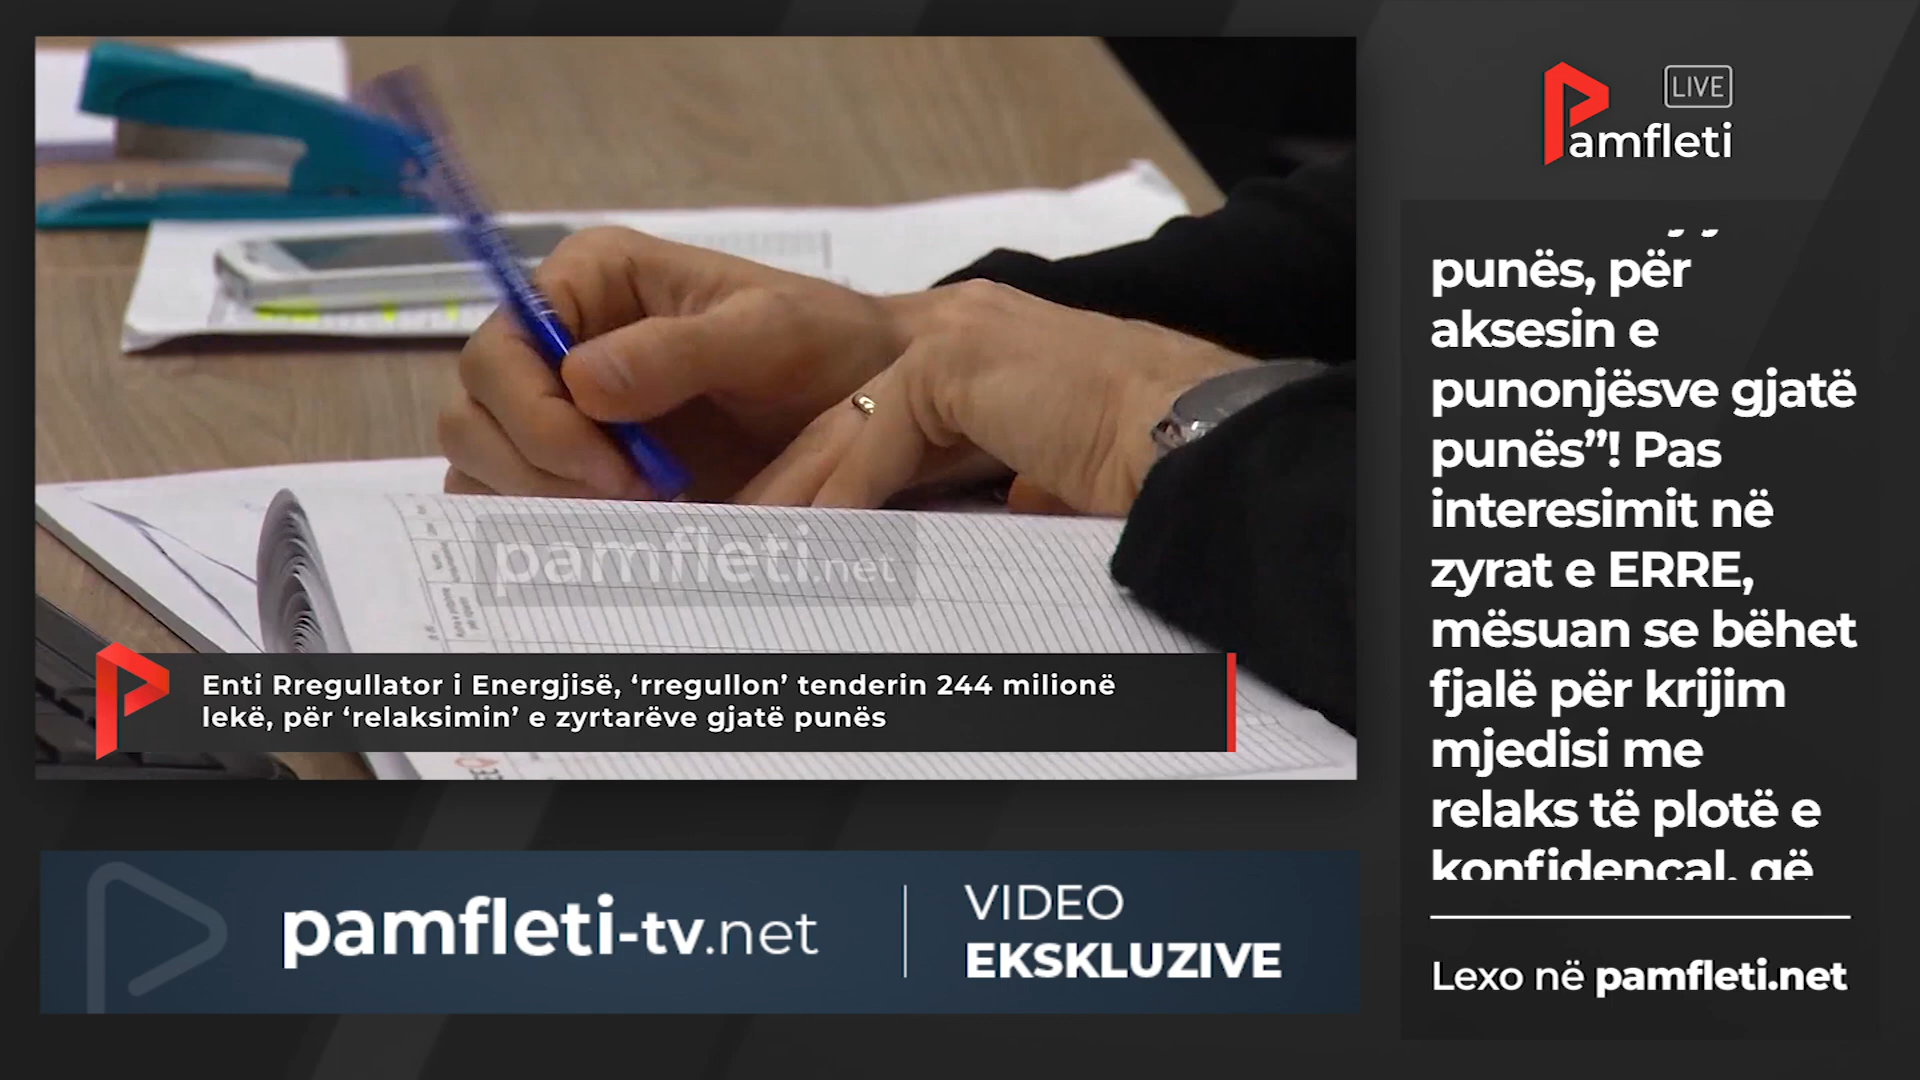 pamfleti.net
Enti Rregullator i Energjisë, ‘rregullon’ tenderin 244 milionë
lekë, për ‘relaksimin’ e zyrtarëve gjatë punës
pamfleti-tv.net
VIDEO
EKSKLUZIVE
LIVE
Pamfleti
punës, për
aksesin e
punonjësve gjatë
punës”! Pas
interesimit në
zyrat e ERRE,
mësuan se bëhet
fjalë për krijim
mjedisi me
relaks të plotë e
konfidencal, që
Lexo në pamfleti.net